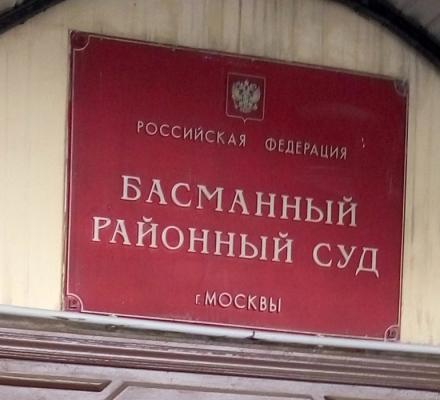 РОССИЙСКАЯ ФЕДЕРАЦИЯ
БАСМАННЫЙ
РАЙОННЫЙ СУД
г. МОСКВЫ